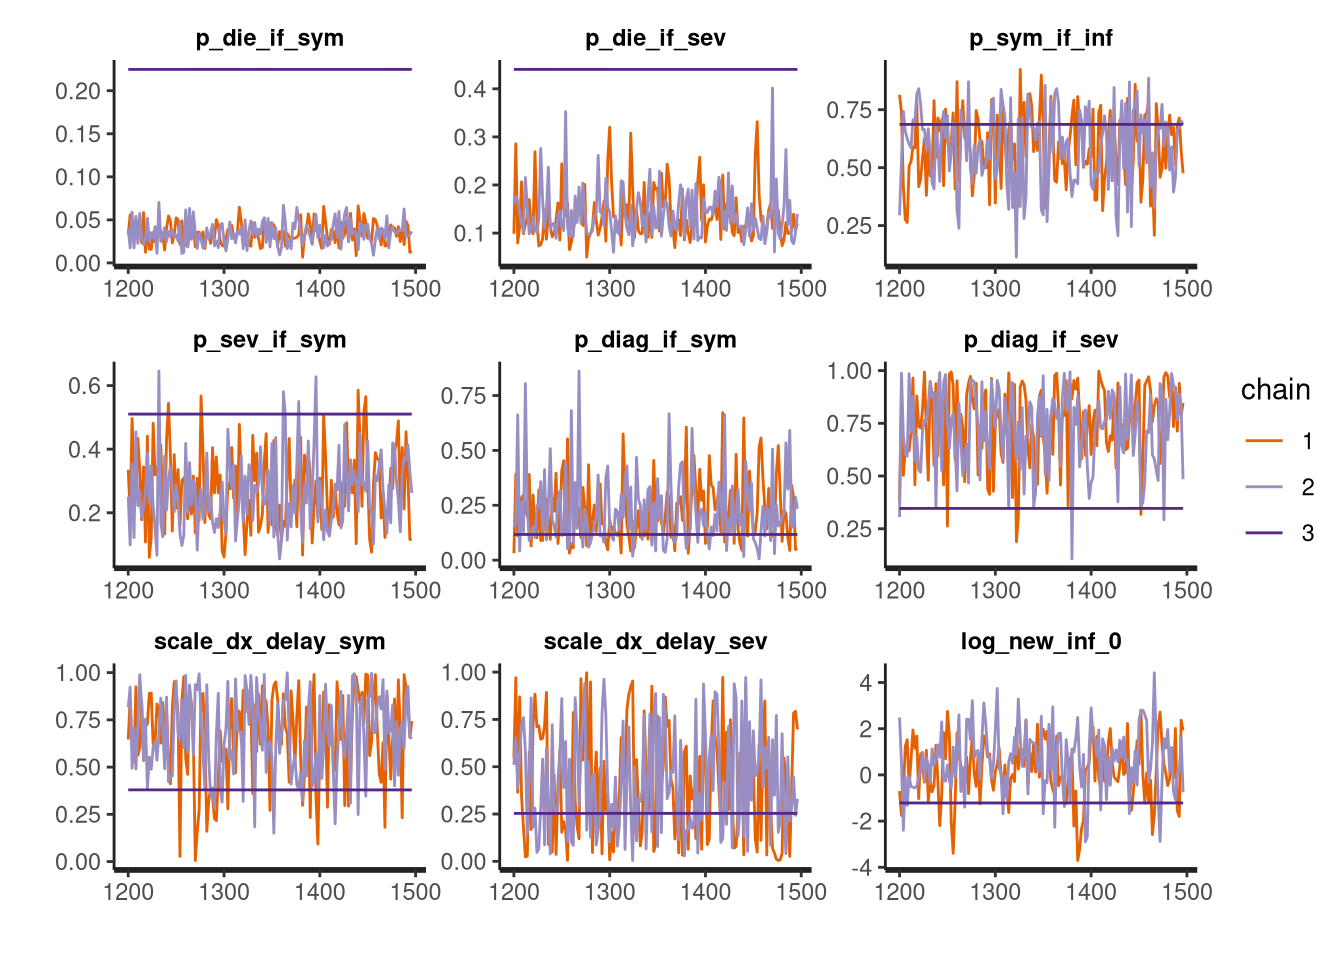 p_die_if_sym
p_die_if_sev
p_sym_if_inf
0.20
0.15
0.10
0.05
0.00
1200 1300 1400 1500
0.4
0.3
0.2
0.1
1200 1300 1400 1500
0.75
0.50
0.25
1200 1300 1400 1500
p_sev_if_sym
p_diag_if_sym
p_diag_if_sev
0.6
0.4
0.2
1200 1300 1400 1500
0.75
0.50
0.25
0.00
1200 1300 1400 1500
1.00
0.75
0.50
0.25
1200 1300 1400 1500
scale_dx_delay_sym
scale_dx_delay_sev
log_new_inf_0
1.00
0.75
0.50
0.25
0.00
1200 1300 1400 1500
1.00
0.75
0.50
0.25
0.00
1200 1300 1400 1500
4
2
0
-2
-4
1200 1300 1400 1500
chain
1
2
3